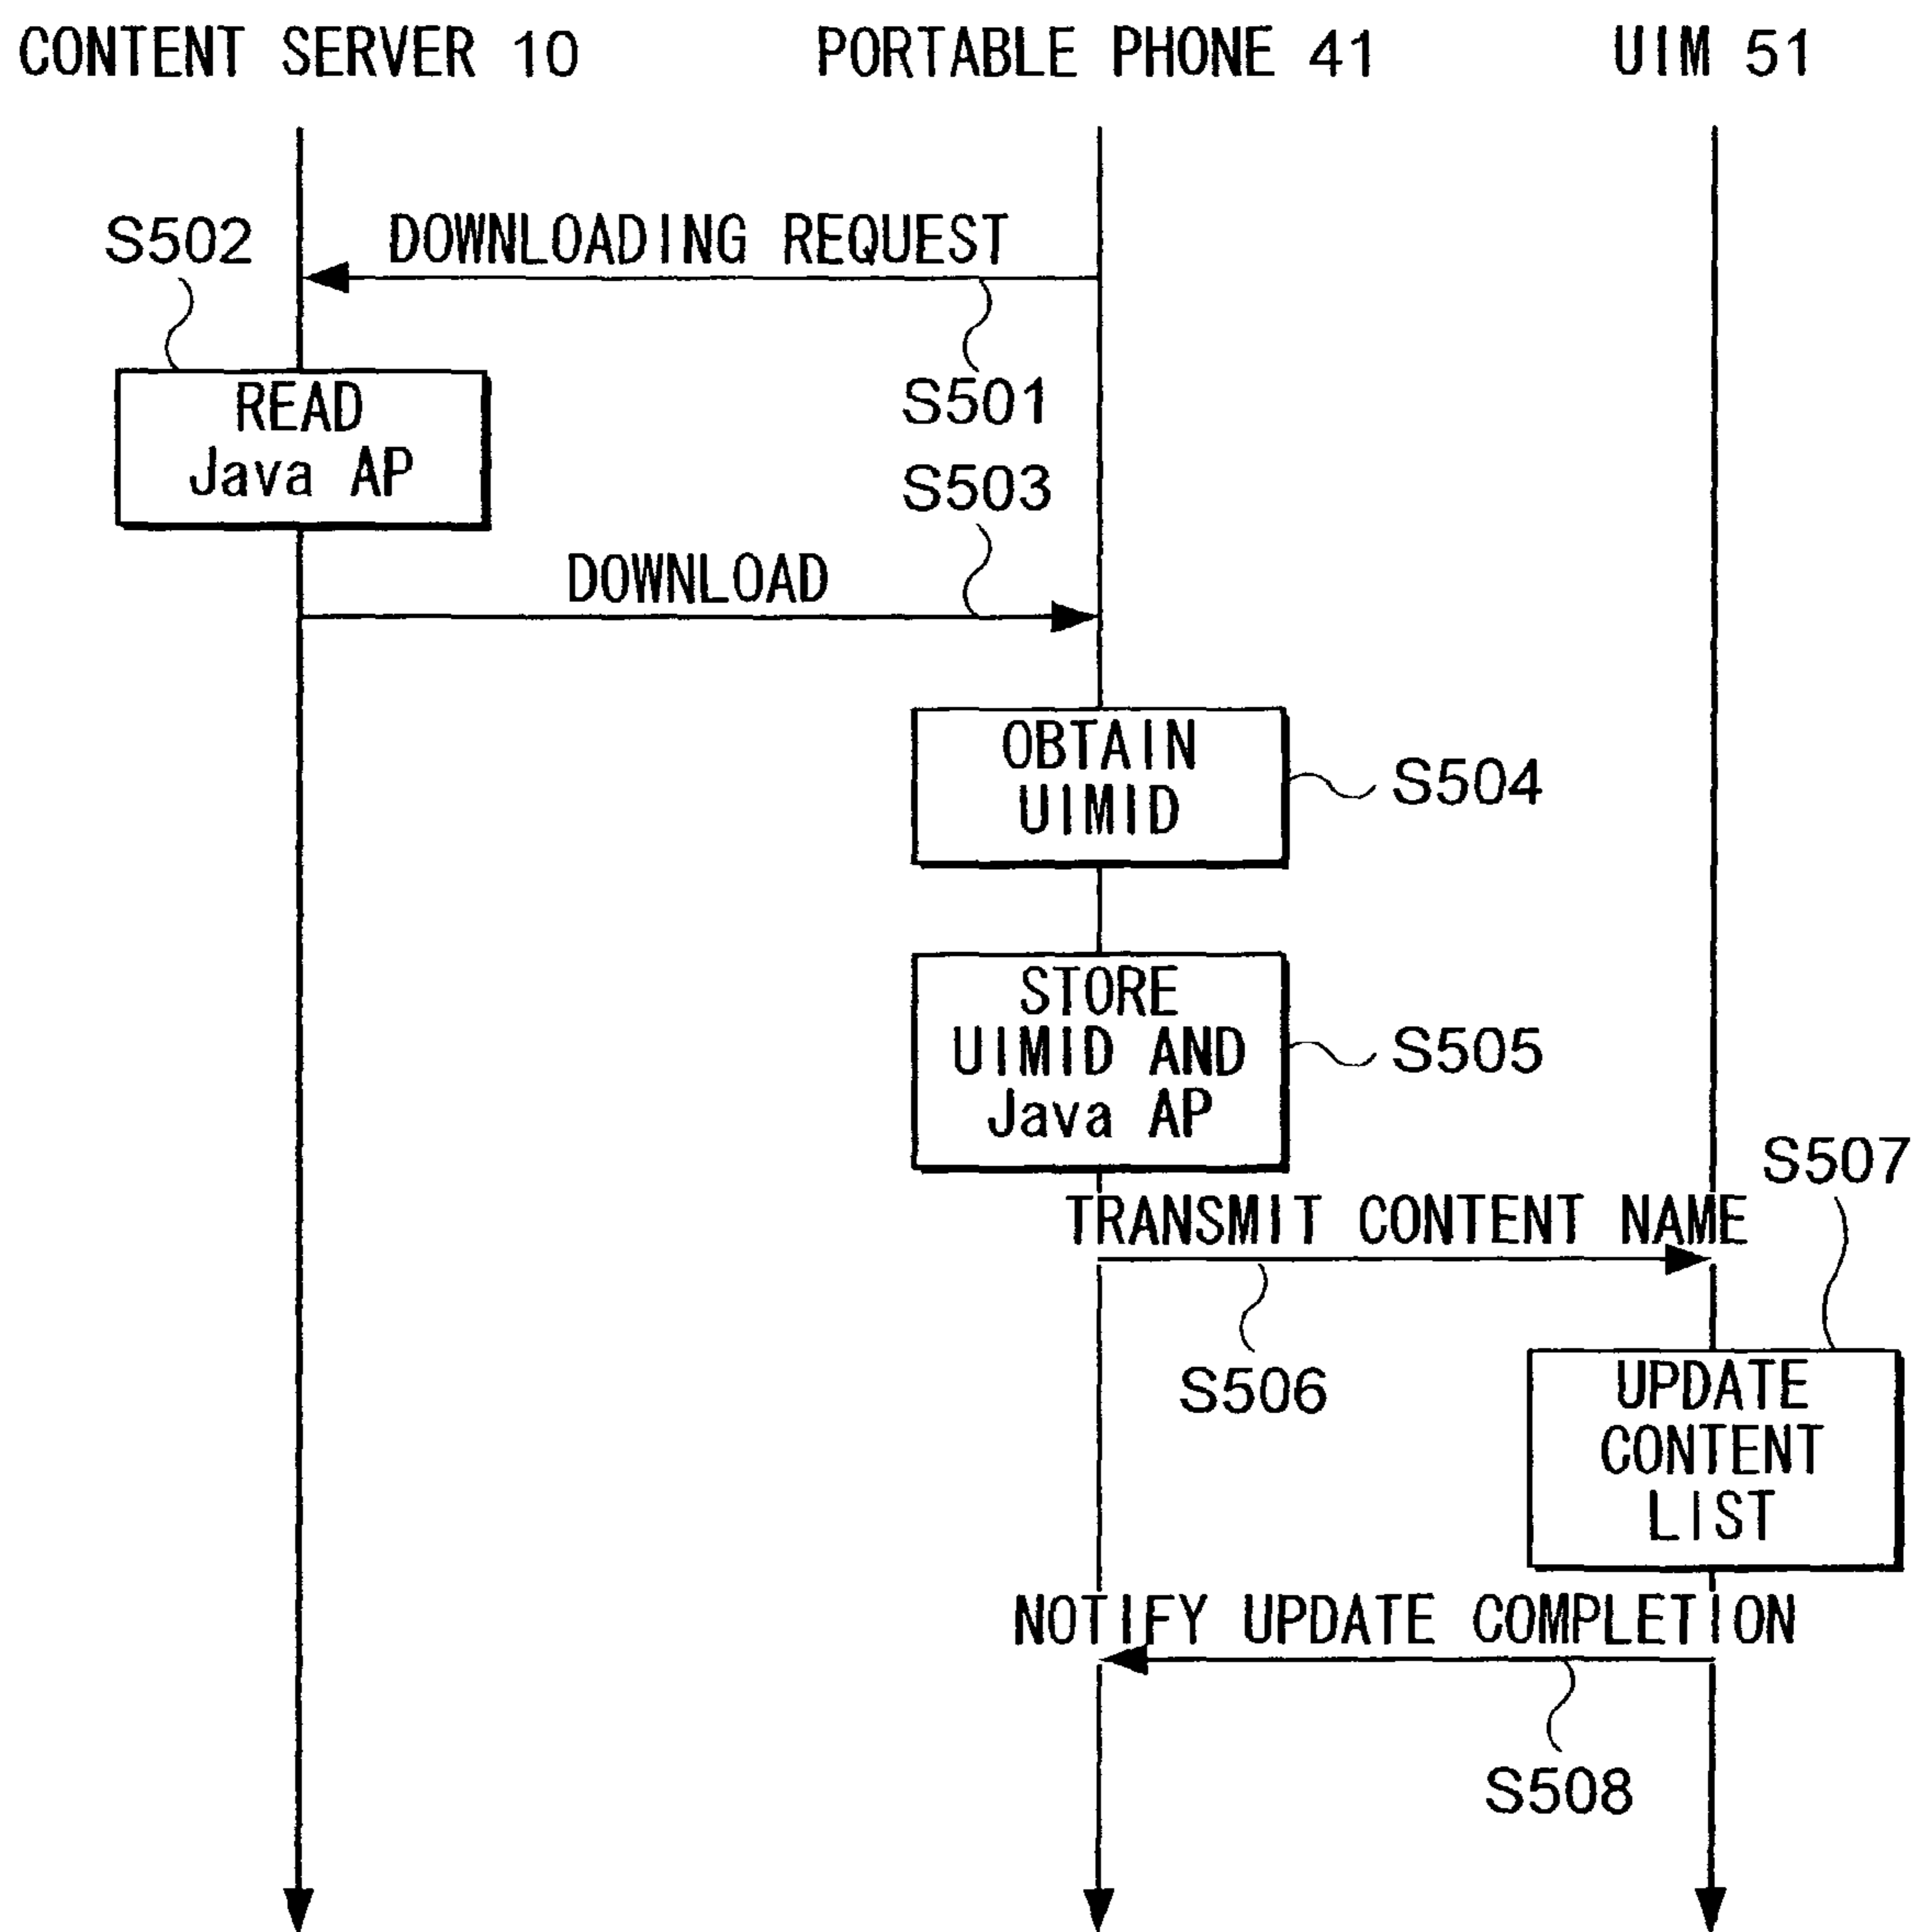 CONTENT SERVER 10
PORTABLE PHONE 41
UIM 51
S502
DOWNLOADING REQUEST
READ
Java AP
S501
S503
DOWNLOAD
OBTAIN
UIMID
S504
STORE
UIMID AND
Java AP
S505
S507
TRANSMIT CONTENT NAME
S506
UPDATE
CONTENT
LIST
NOTIFY UPDATE COMPLETION
S508